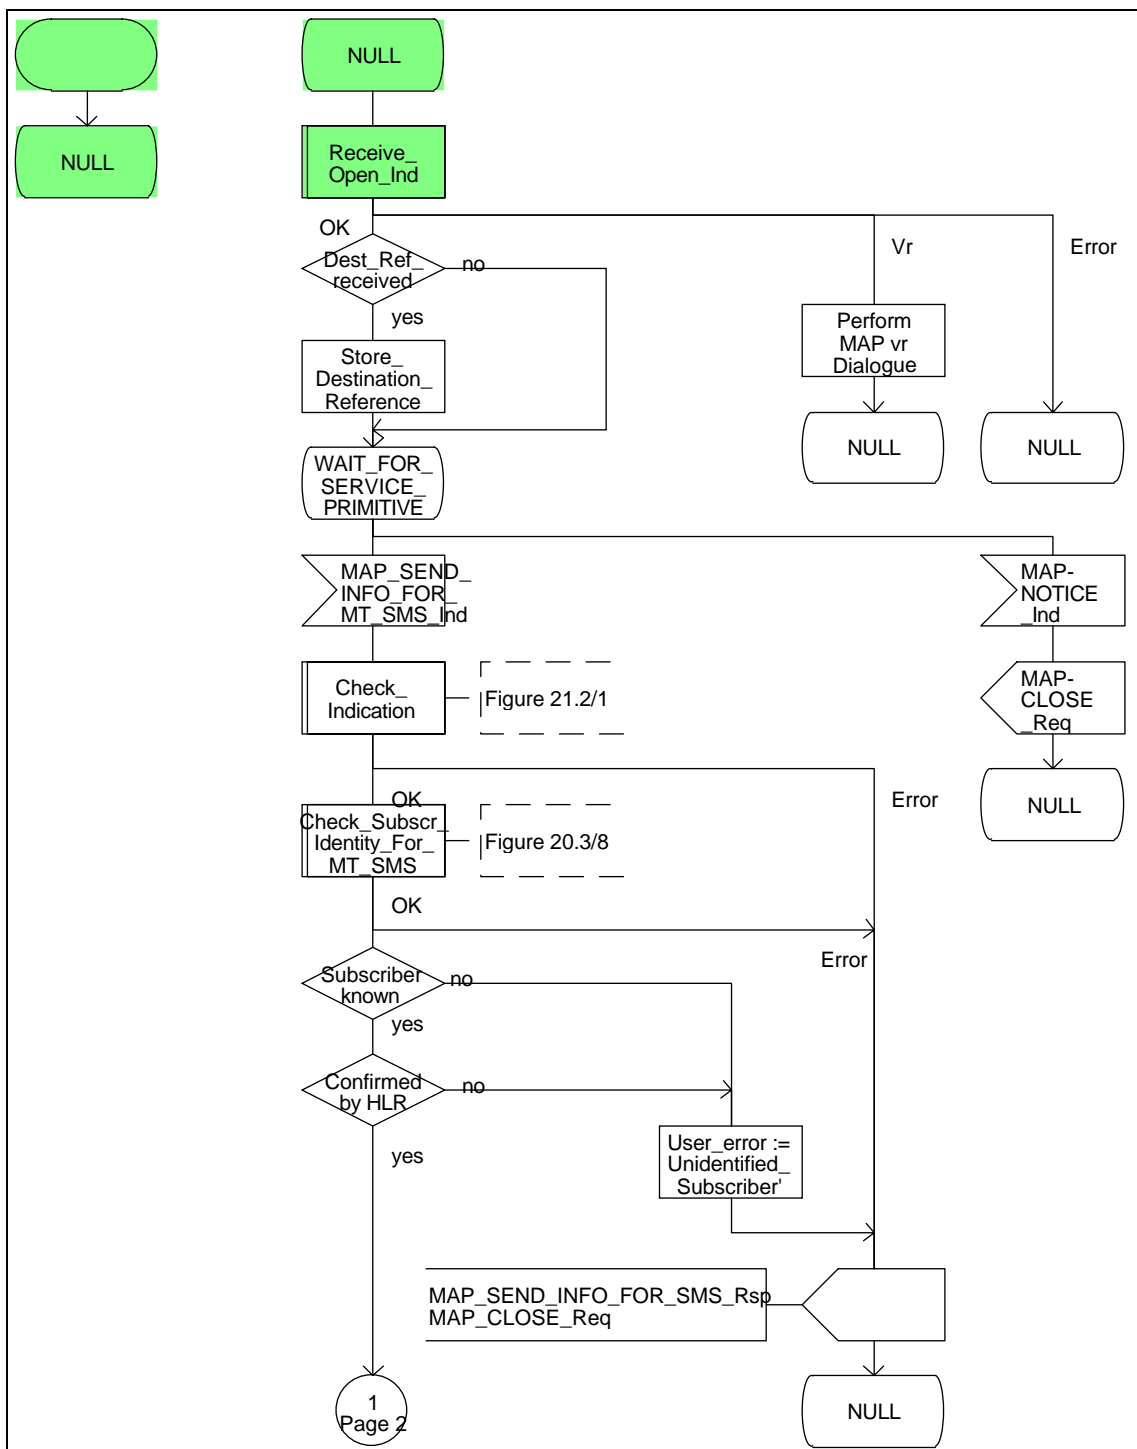 NULL
NULL
Receive_
Open_Ind
OK
Vr
Error
Dest_Ref_
received
no
yes
Perform
MAP vr
Dialogue
Store_
Destination_
Reference
NULL
NULL
WAIT_FOR_
SERVICE_
PRIMITIVE
MAP_SEND_
INFO_FOR_
MT_SMS_Ind
MAP-
NOTICE
_Ind
Check_
Indication
Figure 21.2/1
MAP-
CLOSE
_Req
OK
Error
NULL
Check_Subscr_
Identity_For_
MT_SMS
Figure 20.3/8
OK
Error
Subscriber
known
no
yes
Confirmed
by HLR
no
yes
User_error :=
Unidentified_
Subscriber'
MAP_SEND_INFO_FOR_SMS_Rsp
MAP_CLOSE_Req
1
Page 2
NULL